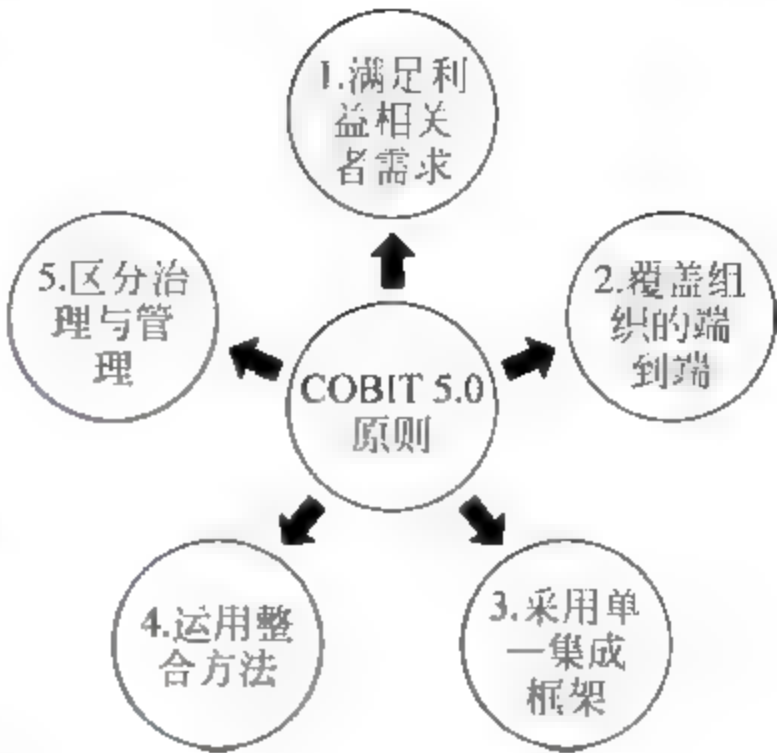 1.满足利
益相关
者需求
2.覆盖组
织的端
到端
3.采用单
一集成
框架
4.运用整
合方法
5.区分治
理与管
理
COBIT 5.0
原则